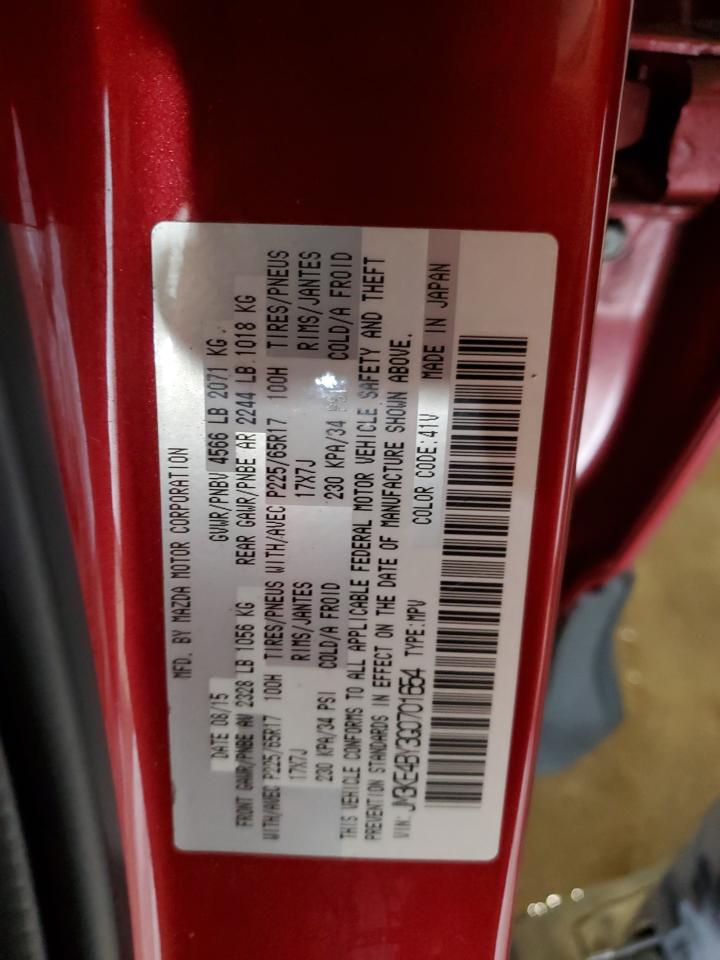 MFD. BY MAZDA MOTOR CORPORATION
DATE 08/15 GVWR/PNBV 4566 LB 2071 KG
FRONT GAWR/PNBE AV 2328 LB 1056 KG REAR GAWR/PNBE AR 2244 LB 1018 KG
WITH/AVEC P225/65R17 100H TIRES/PNEUS WITH/AVEC P225/65R17 100H TIRES/PNEUS
17X7J RIMS/JANTES 17X7J RIMS/JANTES
230 KPA/34 PSI COLD/A FROID 230 KPA/34 PSI COLD/A FROID
THIS VEHICLE CONFORMS TO ALL APPLICABLE FEDERAL MOTOR VEHICLE SAFETY AND THEFT
PREVENTION STANDARDS IN EFFECT ON THE DATE OF MANUFACTURE SHOWN ABOVE.
VIN: JM3KE4BY3G0701654 TYPE:MPV COLOR CODE:41V MADE IN JAPAN